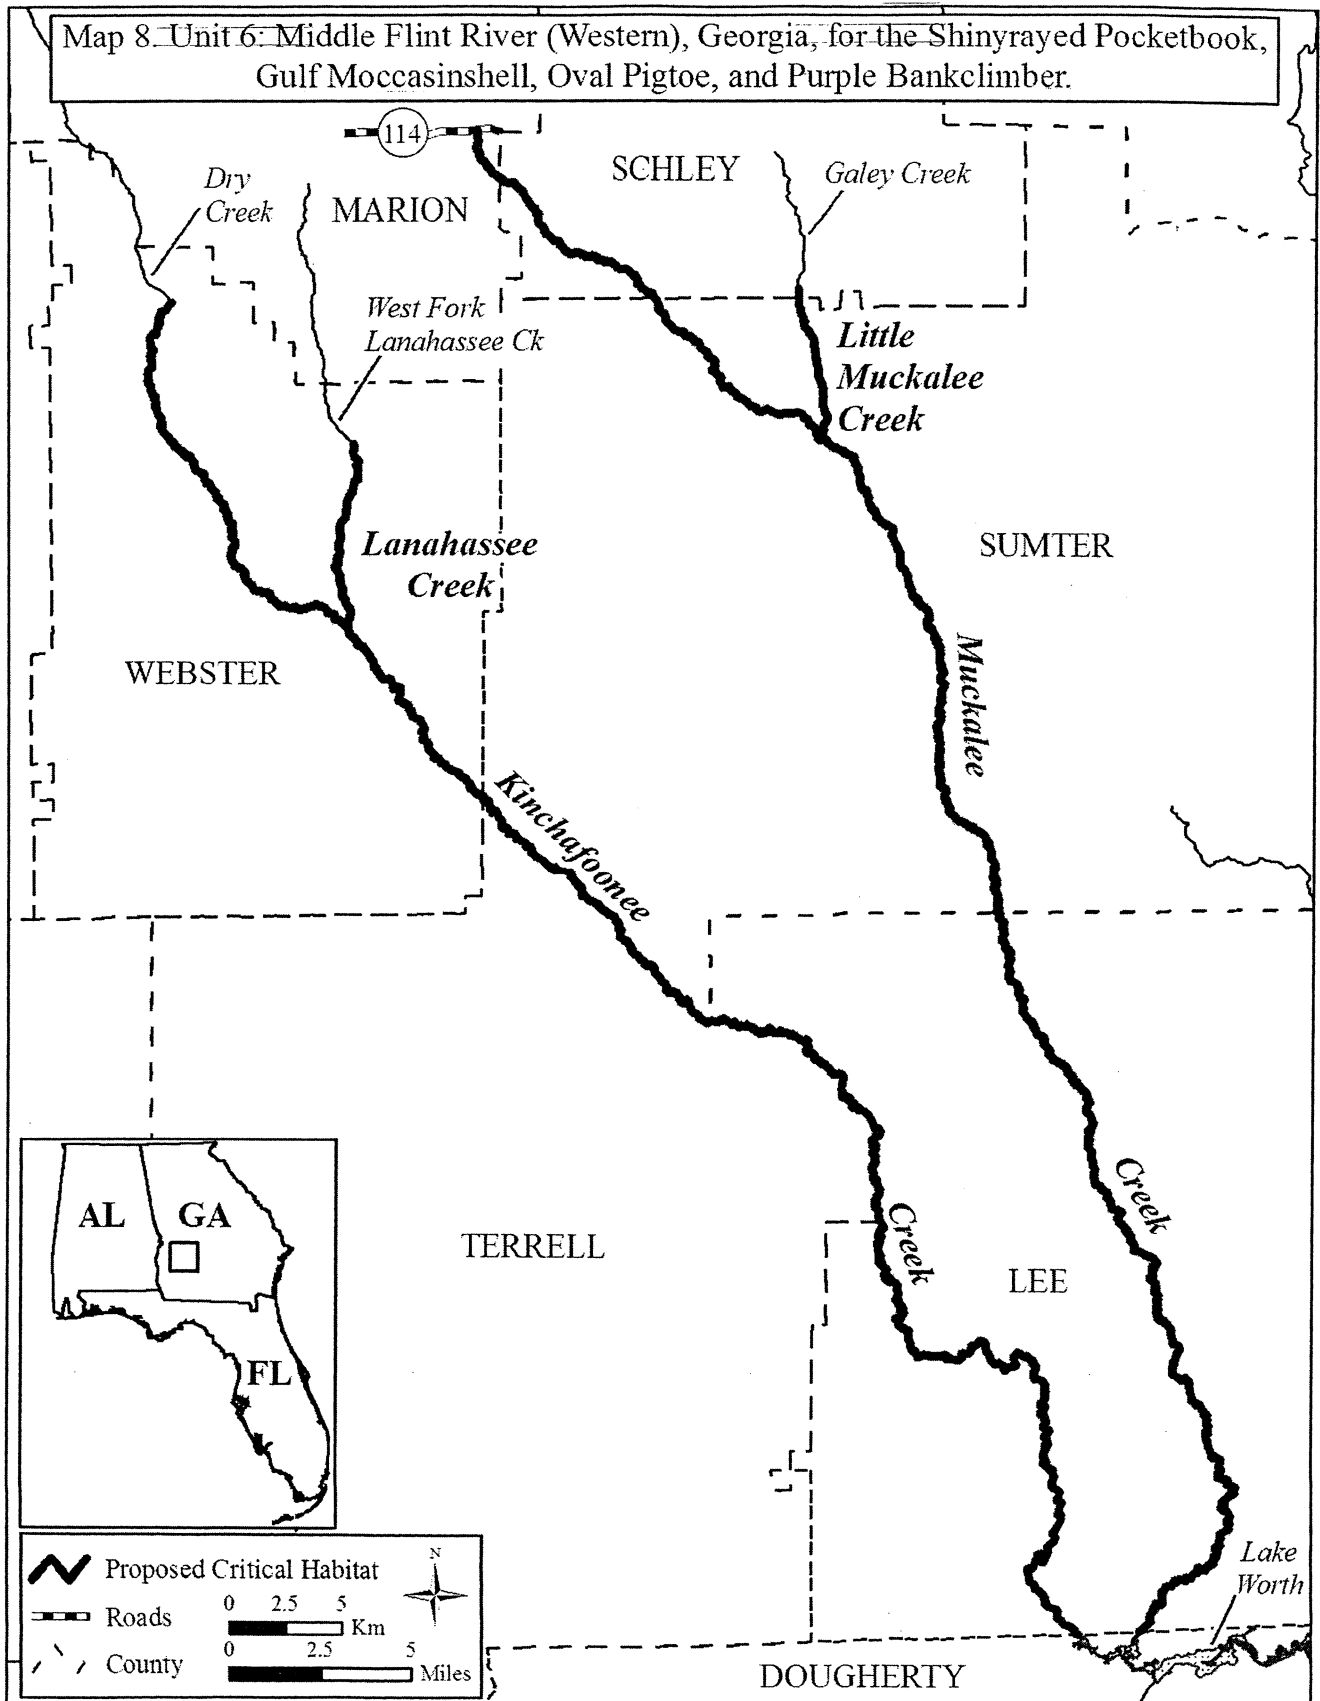 Map 8. Unit 6: Middle Flint River (Western), Georgia, for the Shinyrayed Pocketbook,
Gulf Moccasinshell, Oval Pigtoe, and Purple Bankclimber.
114
SCHLEY
Galey Creek
Dry
Creek
MARION
West Fork
Lanahassee Ck
Little
Muckalee
Creek
Lanahassee
Creek
SUMTER
WEBSTER
Muckalee
Kinchafoonee
Creek
Creek
TERRELL
LEE
AL
GA
FL
Lake
Worth
DOUGHERTY
Proposed Critical Habitat
N
Roads
0 2.5 5
Km
County
0 2.5 5
Miles